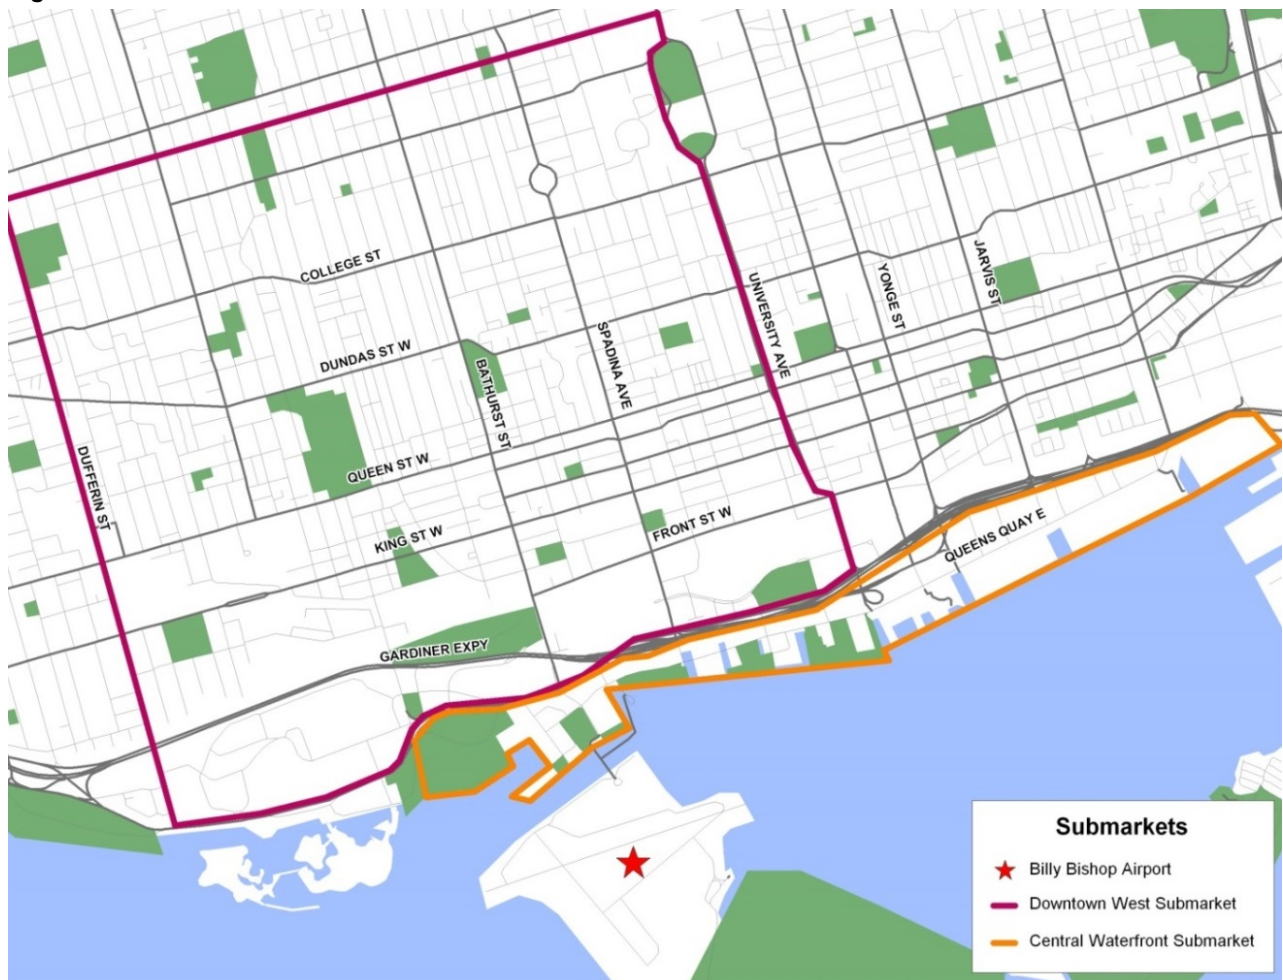 COLLEGE ST
DUNDAS ST W
BATHURST ST
SPADINA AVE
UNIVERSITY AVE
YONGE ST
JARVIS ST
DUFFERIN ST
QUEEN ST W
KING ST W
FRONT ST W
QUEENS QUAY E
GARDINER EXPY
Submarkets
Billy Bishop Airport
Downtown West Submarket
Central Waterfront Submarket